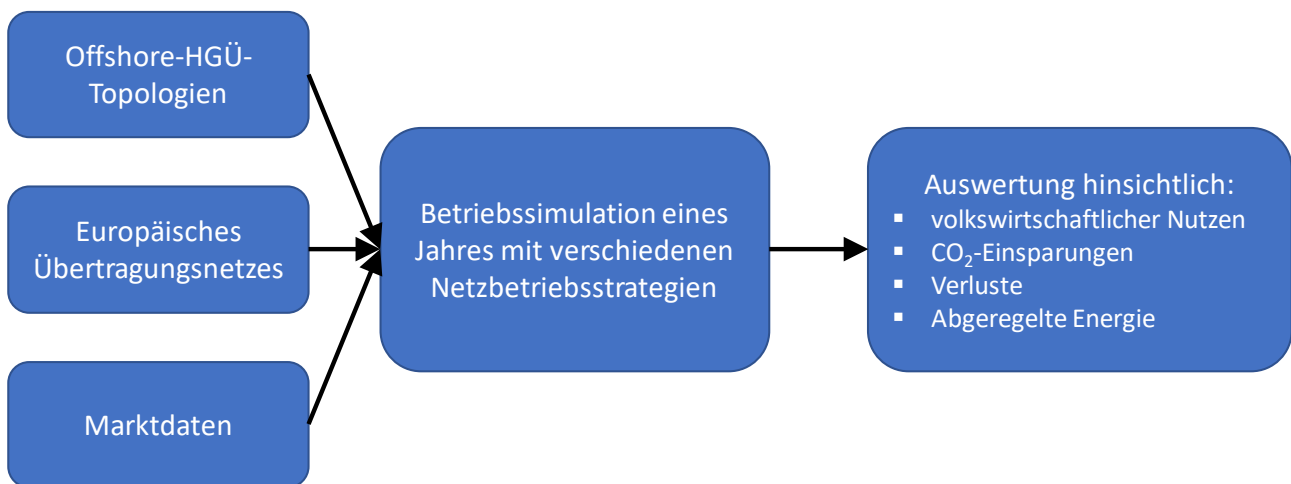 Offshore-HGÜ-
Topologien
Europäisches
Übertragungsnetzes
Marktdaten
Betriebssimulation eines
Jahres mit verschiedenen
Netzbetriebsstrategien
Auswertung hinsichtlich:
▪ volkswirtschaftlicher Nutzen
▪ CO₂-Einsparungen
▪ Verluste
▪ Abgeregelte Energie